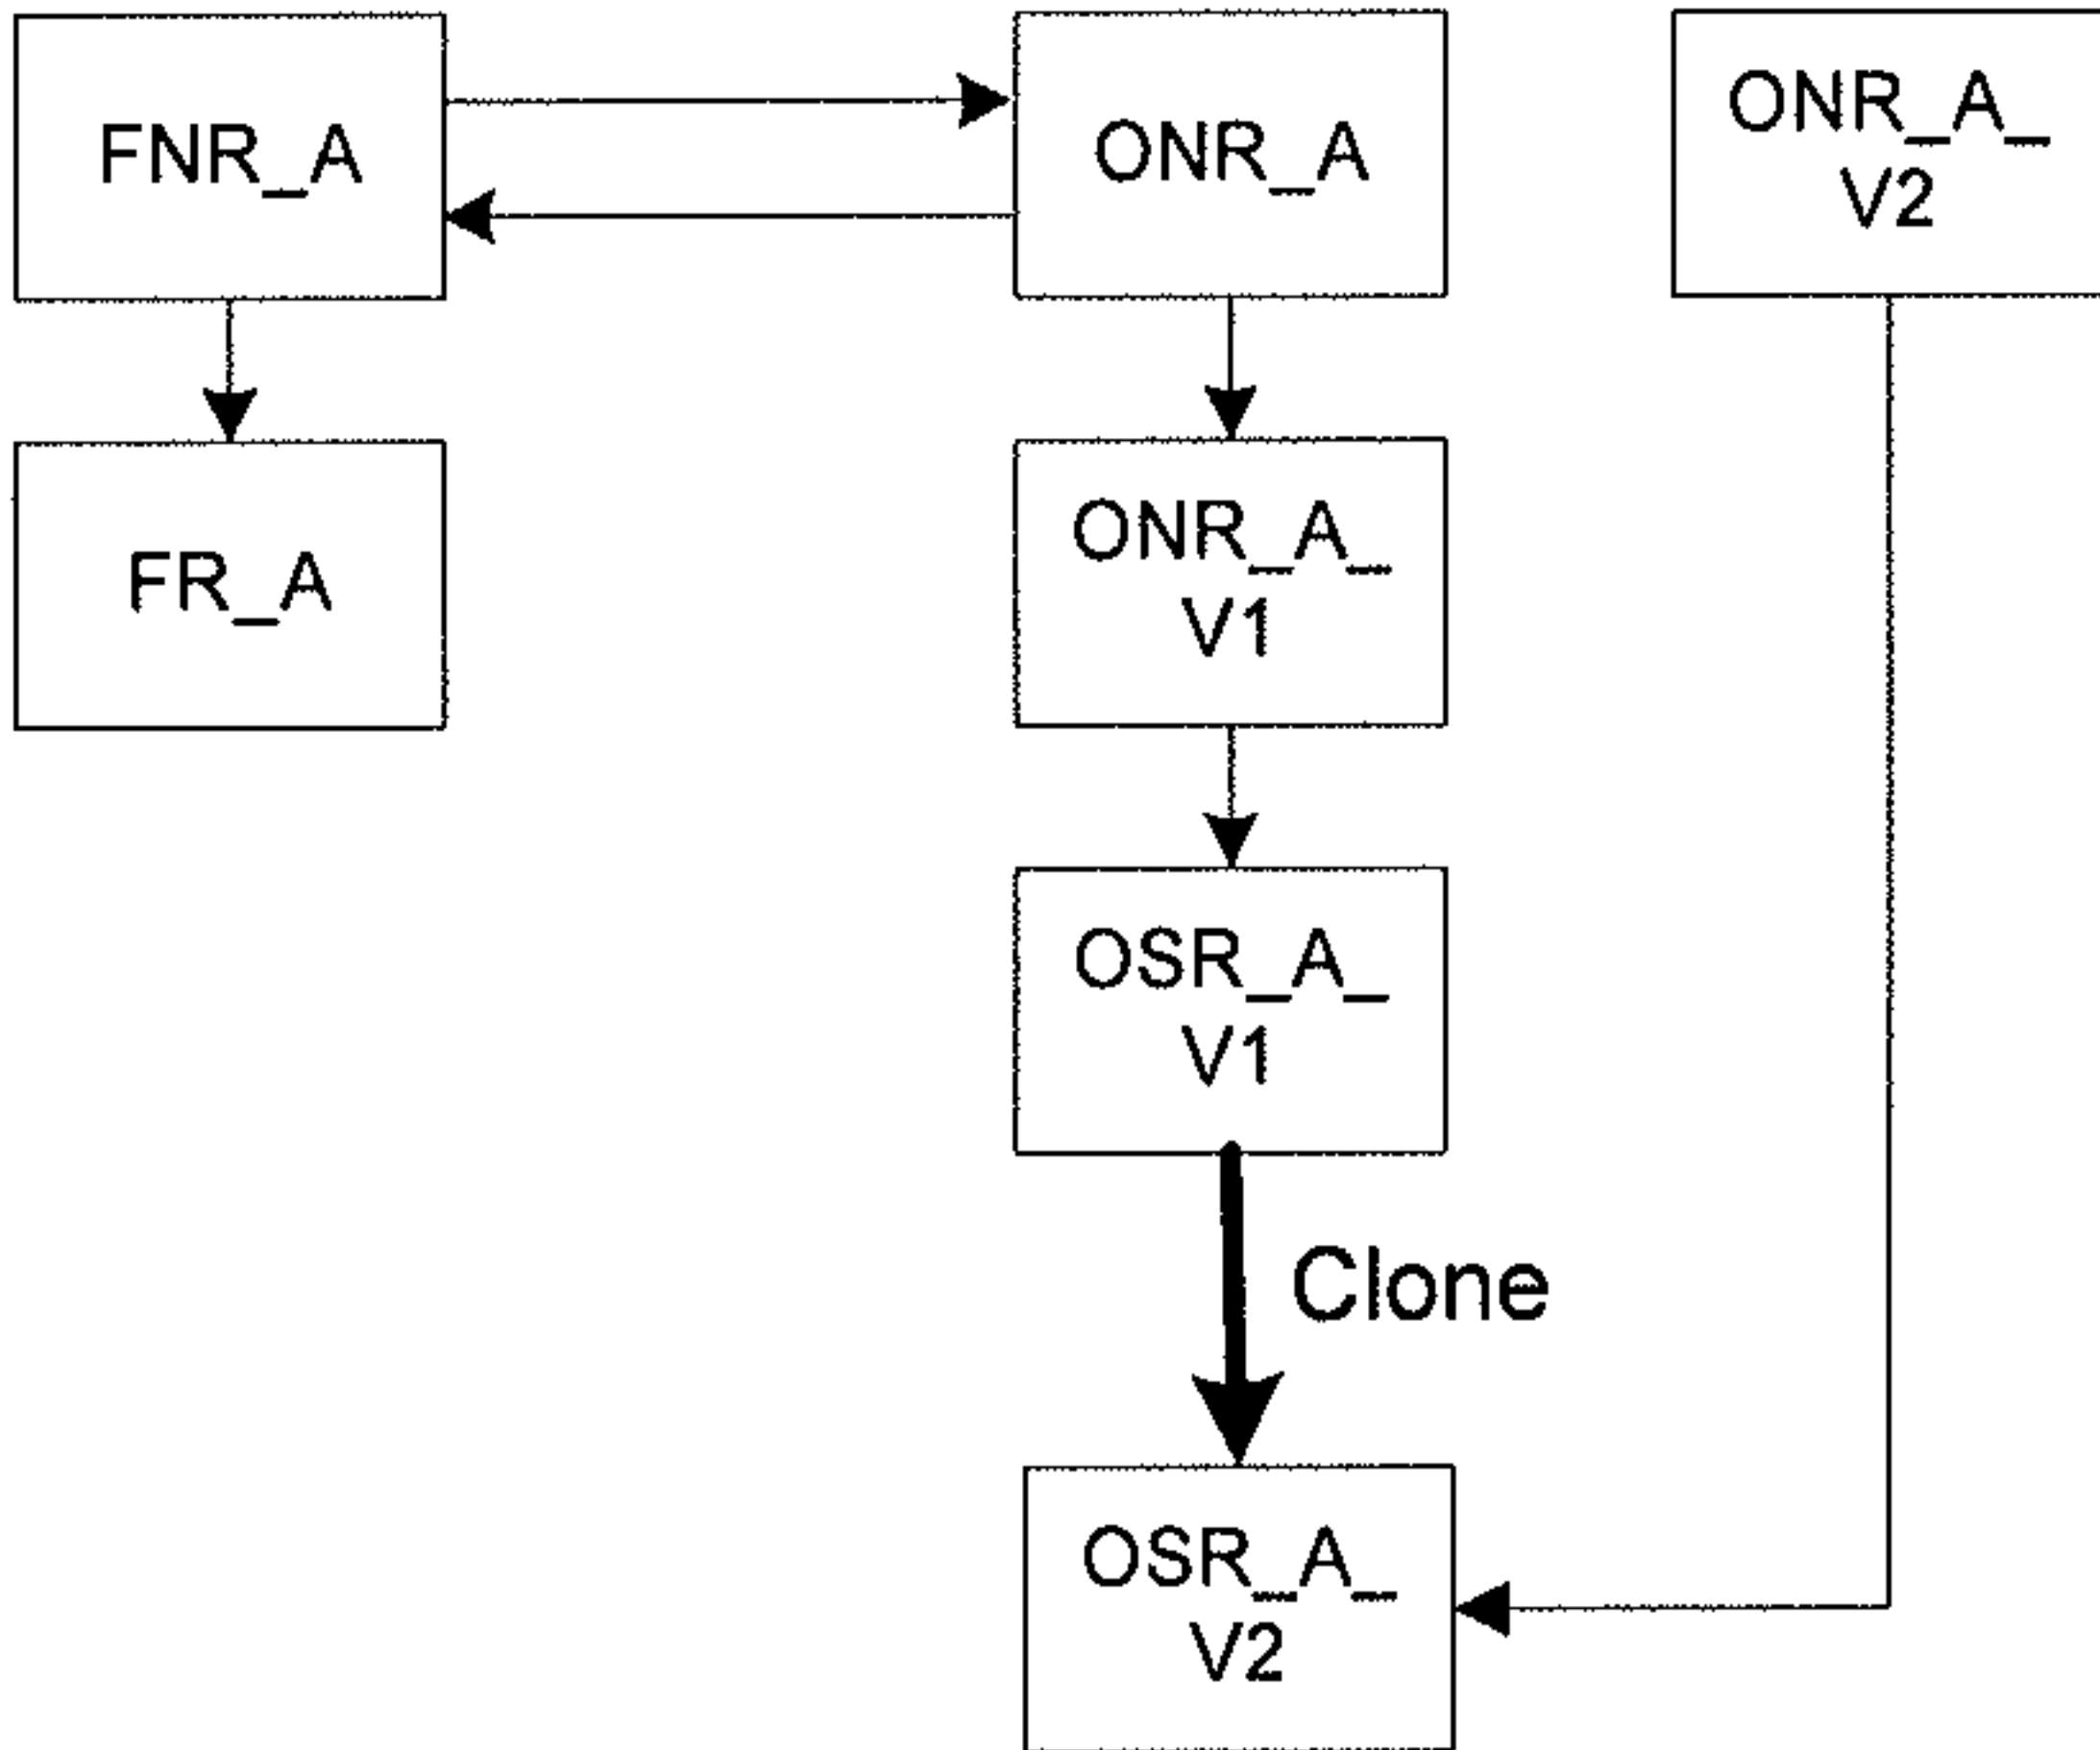 FNR_A
ONR_A
ONR_A_
V2
FR_A
ONR_A_
V1
OSR_A_
V1
Clone
OSR_A_
V2